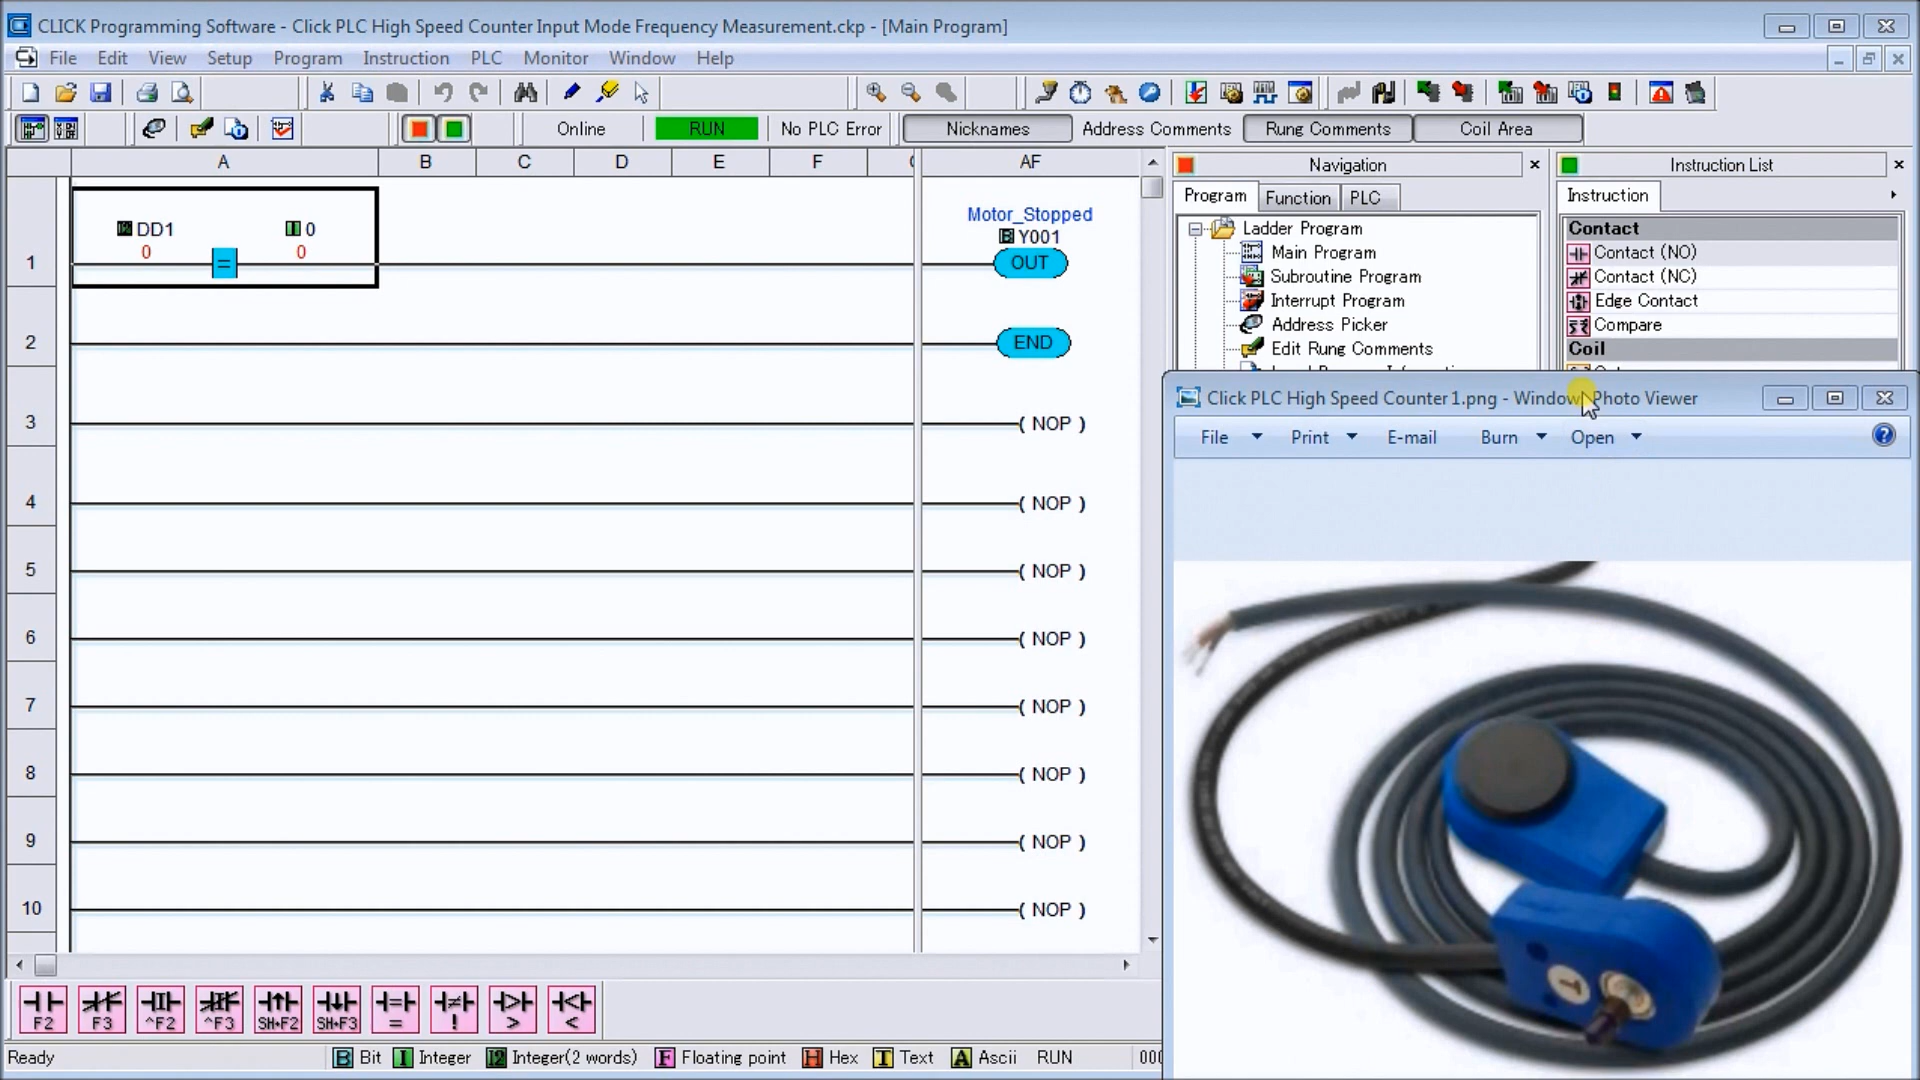 CLICK Programming Software - Click PLC High Speed Counter Input Mode Frequency Measurement.ckp - [Main Program]
File Edit View Setup Program Instruction PLC Monitor Window Help
Online RUN No PLC Error Nicknames Address Comments Rung Comments Coil Area
A B C D E F AF
Navigation
Program Function PLC
Ladder Program
Main Program
Subroutine Program
Interrupt Program
Address Picker
Edit Rung Comments
Instruction List
Instruction
Contact
Contact (NO)
Contact (NC)
Edge Contact
Compare
Coil
Motor_Stopped
DD1 0 Y001
0 0
1 = OUT
2 END
3 ( NOP )
4 ( NOP )
5 ( NOP )
6 ( NOP )
7 ( NOP )
8 ( NOP )
9 ( NOP )
10 ( NOP )
Click PLC High Speed Counter 1.png - Windows Photo Viewer
File Print E-mail Burn Open
F2 F3 ^F2 ^F3 SH+F2 SH+F3 = ! > <
Ready B Bit I Integer I2 Integer(2 words) F Floating point H Hex T Text A Ascii RUN